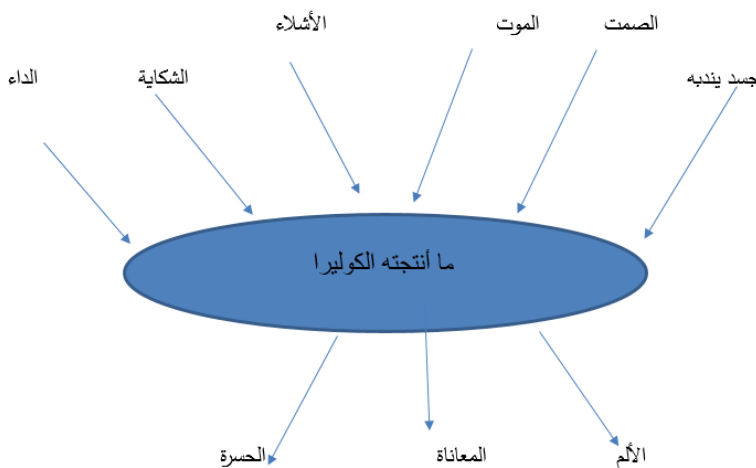 الصمت
الموت
الأشلاء
جسد يندبه
الشكاية
الداء
ما أنتجته الكوليرا
الألم
المعاناة
الحسرة